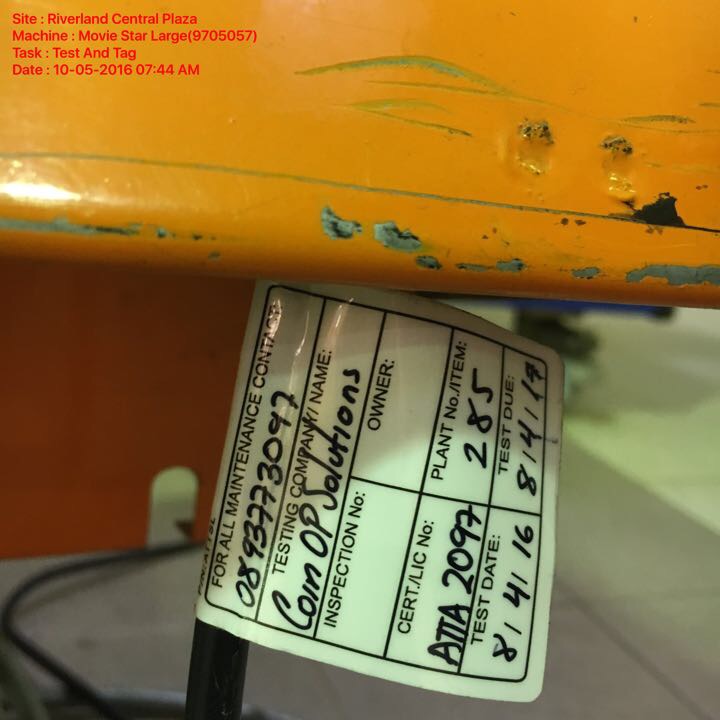 Site : Riverland Central Plaza
Machine : Movie Star Large(9705057)
Task : Test And Tag
Date : 10-05-2016 07:44 AM
FOR ALL MAINTENANCE CONTACT:
0893773097
TESTING COMPANY/ NAME:
Coin OP Solutions
INSPECTION No:
OWNER:
CERT./LIC No:
ATTA 2097
PLANT No./ITEM:
285
TEST DATE:
8/4/16
TEST DUE:
8/4/17